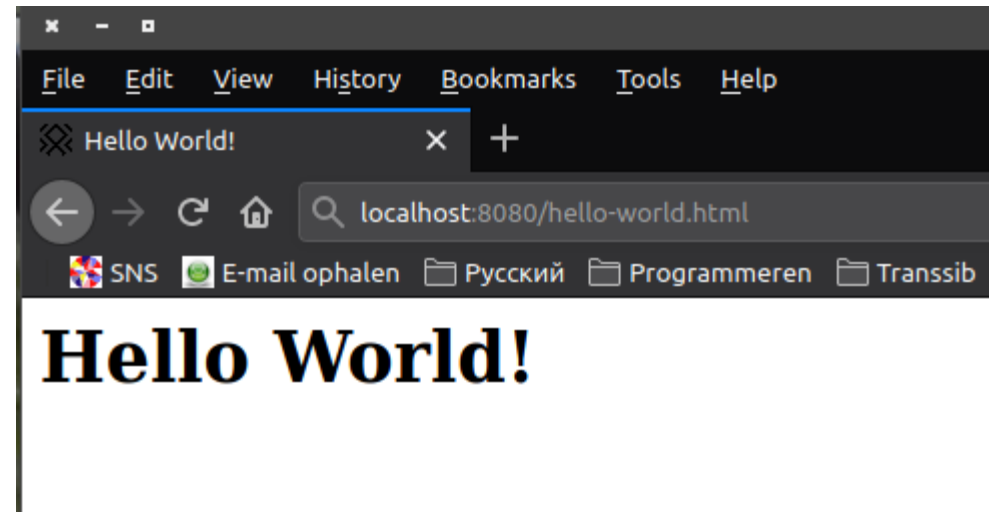 File Edit View History Bookmarks Tools Help
Hello World!
localhost:8080/hello-world.html
SNS E-mail ophalen Русский Programmeren Transsib
Hello World!